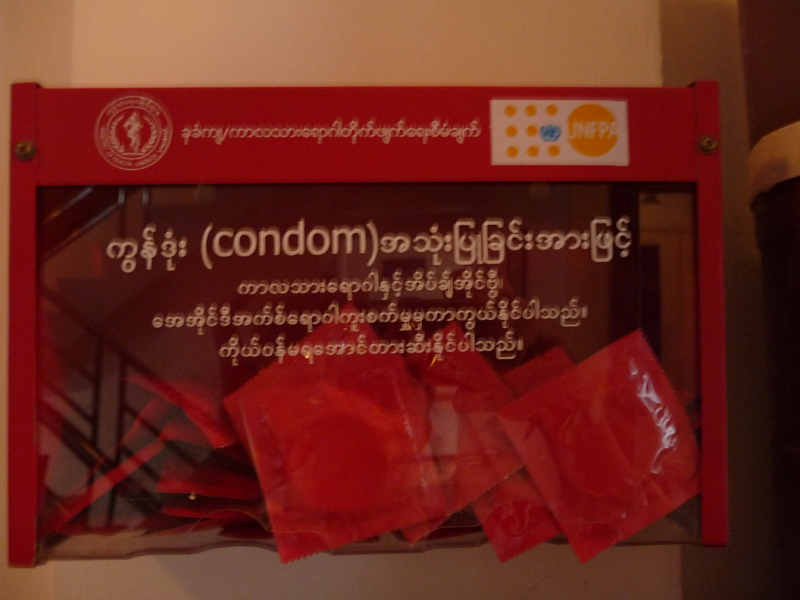 ခုခံကျ/ကာလသားရောဂါတိုက်ဖျက်ရေးစီမံချက်
UNFPA
ကွန်ဒုံး (condom)အသုံးပြုခြင်းအားဖြင့်
ကာလသားရောဂါနှင့်အိပ်ချ်အိုင်ဗွီ၊
အေအိုင်ဒီအက်စ်ရောဂါကူးစက်မှုမှကာကွယ်နိုင်ပါသည်။
ကိုယ်ဝန်မရအောင်တားဆီးနိုင်ပါသည်။